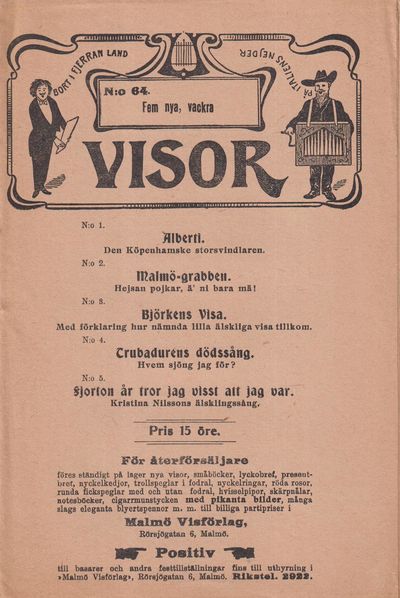 BORT I FJERRAN LAND
PÅ ITALIENS NEJDER
N:o 64.
Fem nya, vackra
VISOR
N:o 1.
Alberti.
Den Köpenhamske storsvindlaren.
N:o 2.
Malmö-grabben.
Hejsan pojkar, ä' ni bara mä!
N:o 3.
Björkens Visa.
Med förklaring hur nämnda lilla älskliga visa tillkom.
N:o 4.
Trubadurens dödssång.
Hvem sjöng jag för?
N:o 5.
Fjorton år tror jag visst att jag var.
Kristina Nilssons älsklingssång.
Pris 15 öre.
För återförsäljare
föres ständigt på lager nya visor, småböcker, lyckobref, present-
bref, nyckelkedjor, trollspeglar i fodral, nyckelringar, röda rosor,
runda fickspeglar med och utan fodral, hvisselpipor, skärpnålar,
notesböcker, cigarrmunstycken med pikanta bilder, många
slags eleganta blyertspennor m. m. till billiga partipriser i
Malmö Visförlag,
Rörsjögatan 6, Malmö.
Positiv
till basarer och andra festtillställningar fins till uthyrning i
»Malmö Visförlag», Rörsjögatan 6, Malmö. Rikstel. 2922.